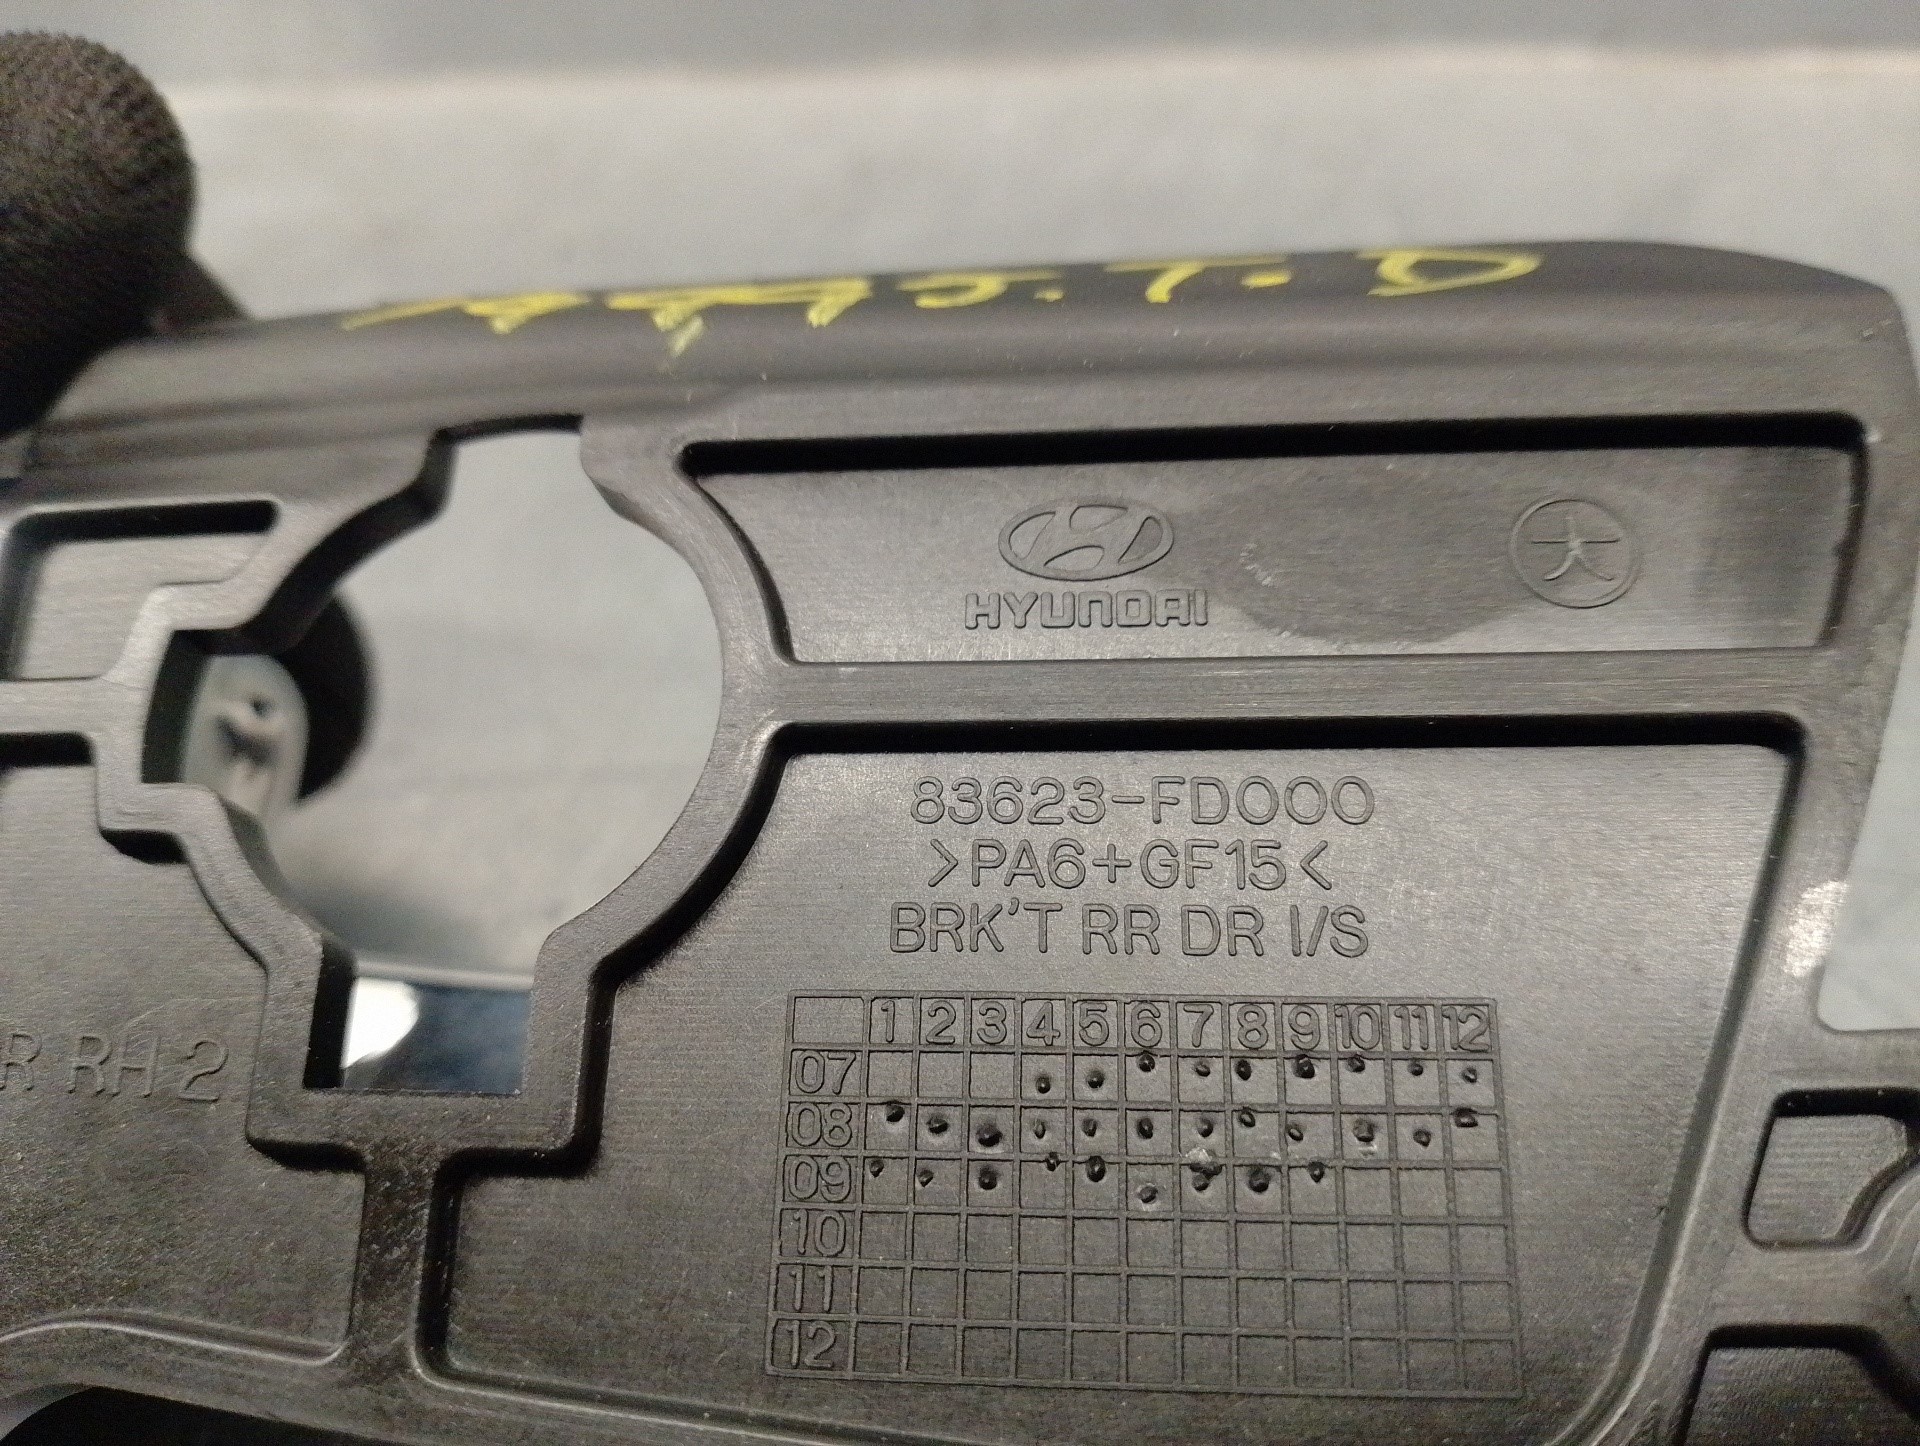 HYUNDAI
大
83623-FD000
>PA6+GF15<
BRK'T RR DR I/S
R RH 2
1 2 3 4 5 6 7 8 9 10 11 12
07
08
09
10
11
12